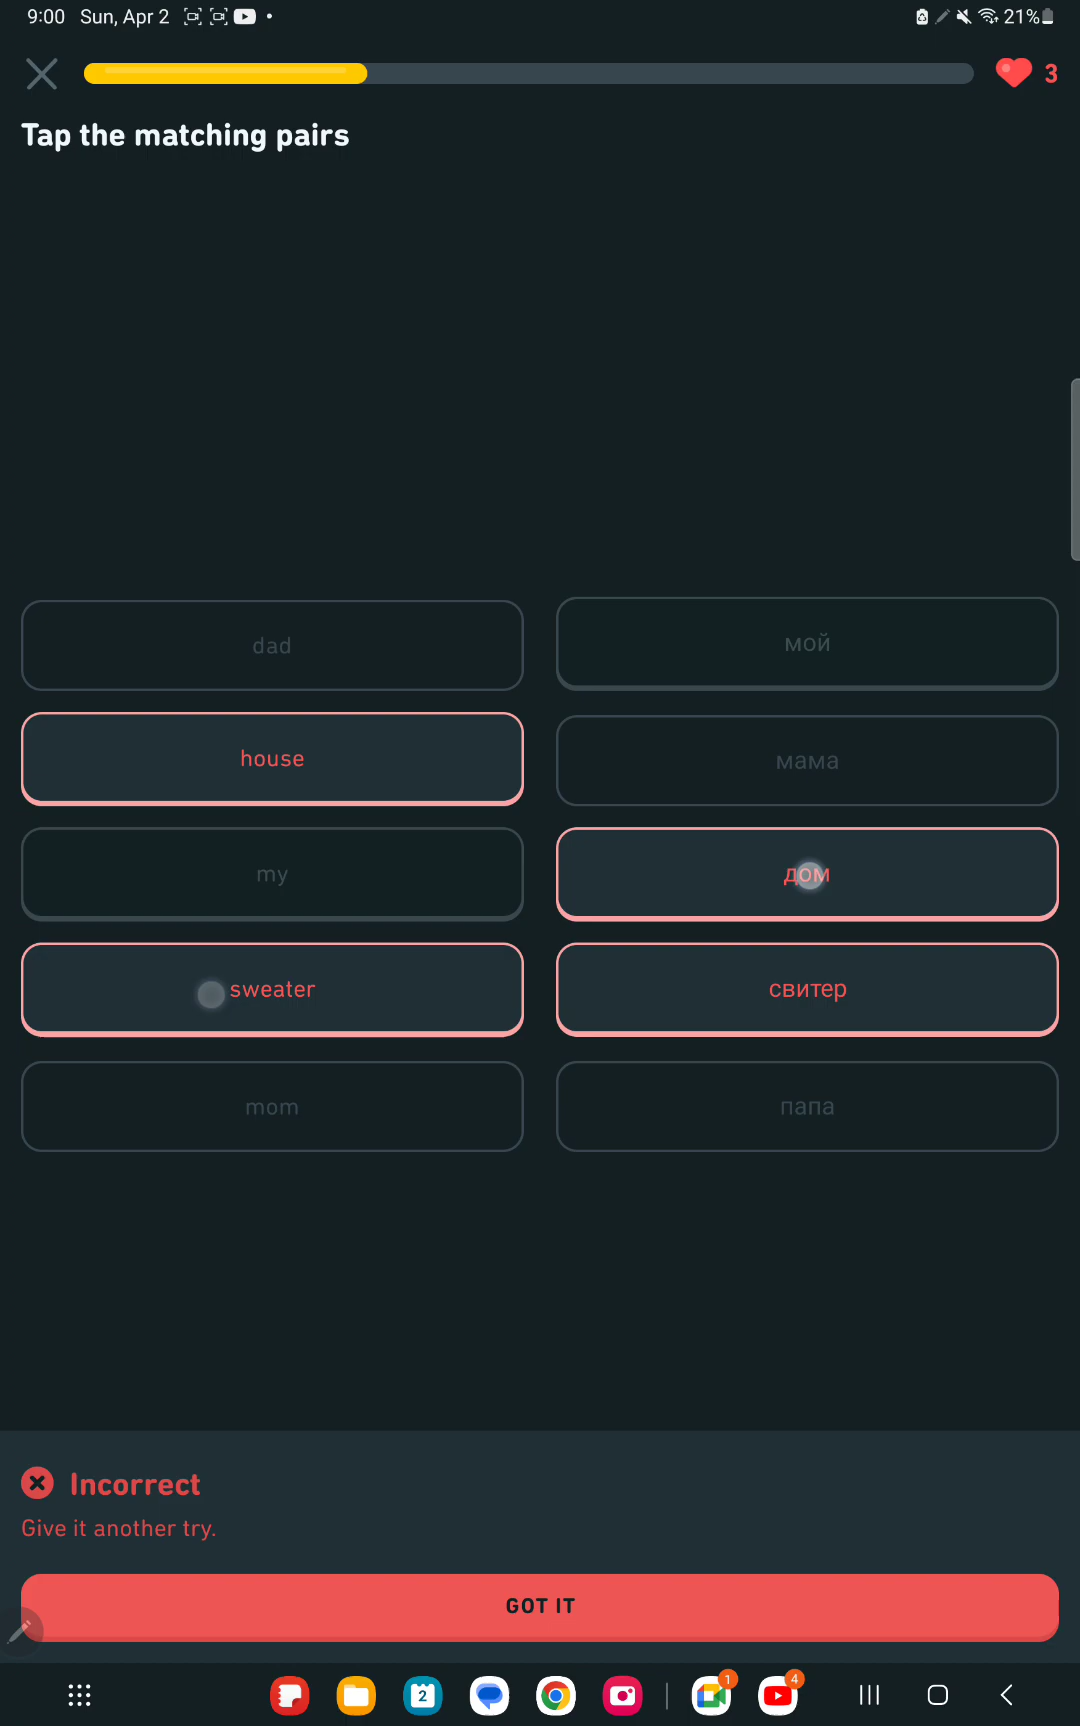 9:00 Sun, Apr 2 21%
3
Tap the matching pairs
dad мой
house мама
my дом
sweater свитер
mom папа
Incorrect
Give it another try.
GOT IT
2 1 4